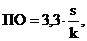 ПО = 3,3· s/k,